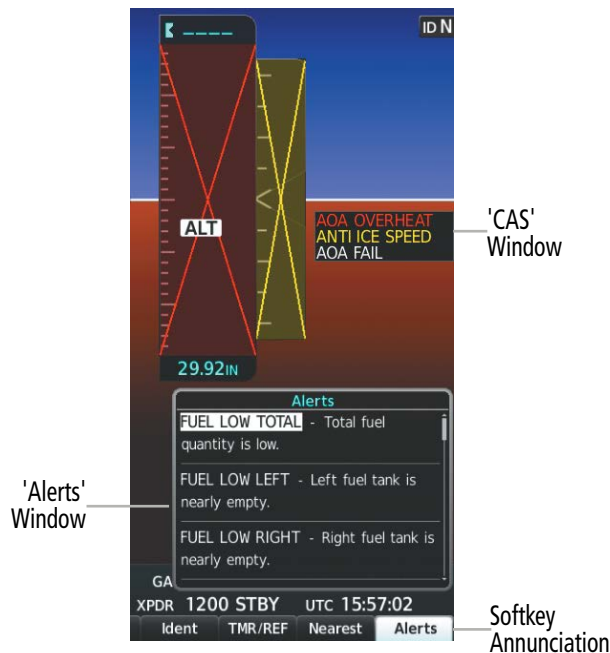 ID N
ALT
AOA OVERHEAT
ANTI ICE SPEED
AOA FAIL
'CAS'
Window
29.92IN
Alerts
FUEL LOW TOTAL - Total fuel
quantity is low.
FUEL LOW LEFT - Left fuel tank is
nearly empty.
FUEL LOW RIGHT - Right fuel tank is
nearly empty.
'Alerts'
Window
GA
XPDR 1200 STBY UTC 15:57:02
Ident TMR/REF Nearest Alerts
Softkey
Annunciation